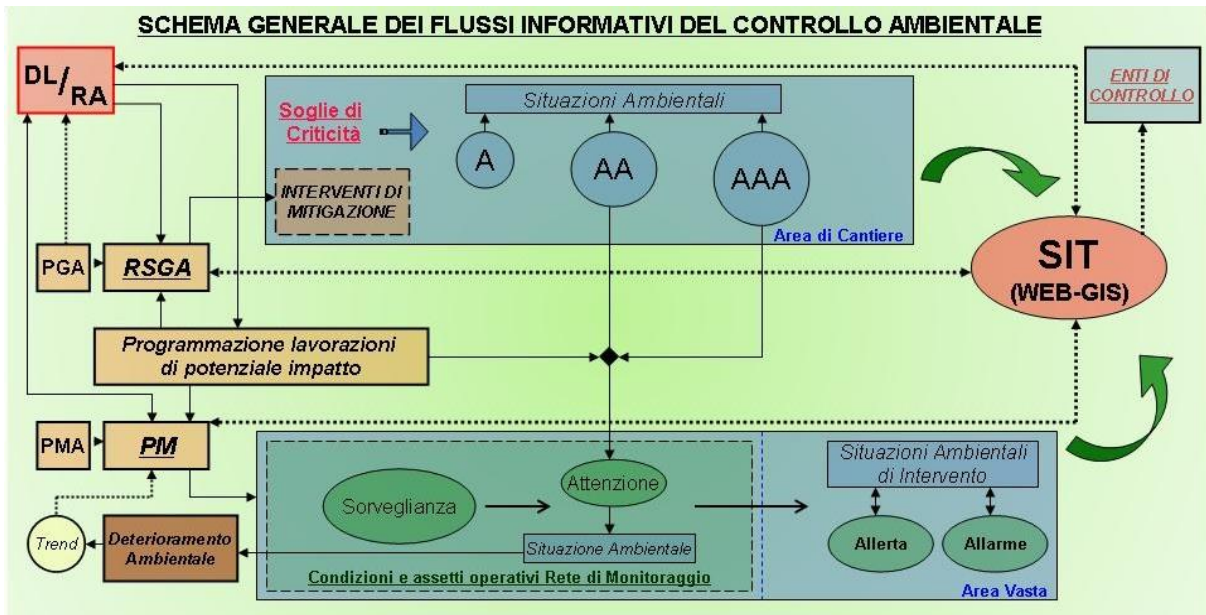 SCHEMA GENERALE DEI FLUSSI INFORMATIVI DEL CONTROLLO AMBIENTALE
DL/
RA
ENTI DI
CONTROLLO
Soglie di
Criticità
Situazioni Ambientali
A
AA
AAA
INTERVENTI DI
MITIGAZIONE
Area di Cantiere
PGA
RSGA
SIT
(WEB-GIS)
Programmazione lavorazioni
di potenziale impatto
PMA
PM
Sorveglianza
Attenzione
Situazioni Ambientali
di Intervento
Trend
Deterioramento
Ambientale
Situazione Ambientale
Allerta
Allarme
Condizioni e assetti operativi Rete di Monitoraggio
Area Vasta